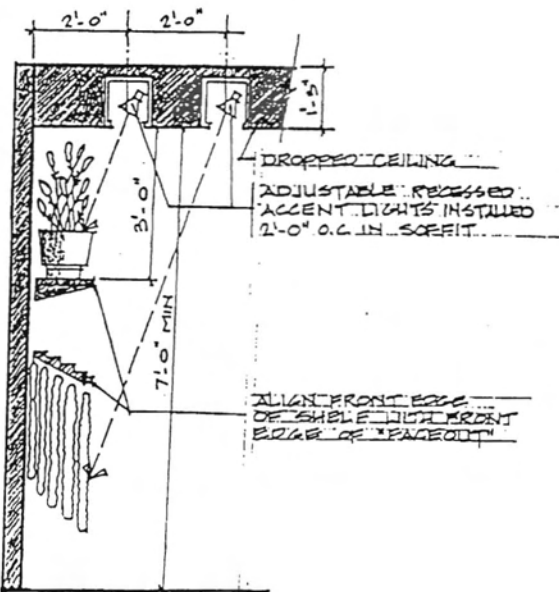 2'-0" 2'-0"
1'-5"
DROPPED CEILING
ADJUSTABLE RECESSED
ACCENT LIGHTS INSTALLED
2'-0" O.C. IN SOFFIT
3'-0"
7'-0" MIN
ALIGN FRONT EDGE
OF SHELF WITH FRONT
EDGE OF "FACEOUT"